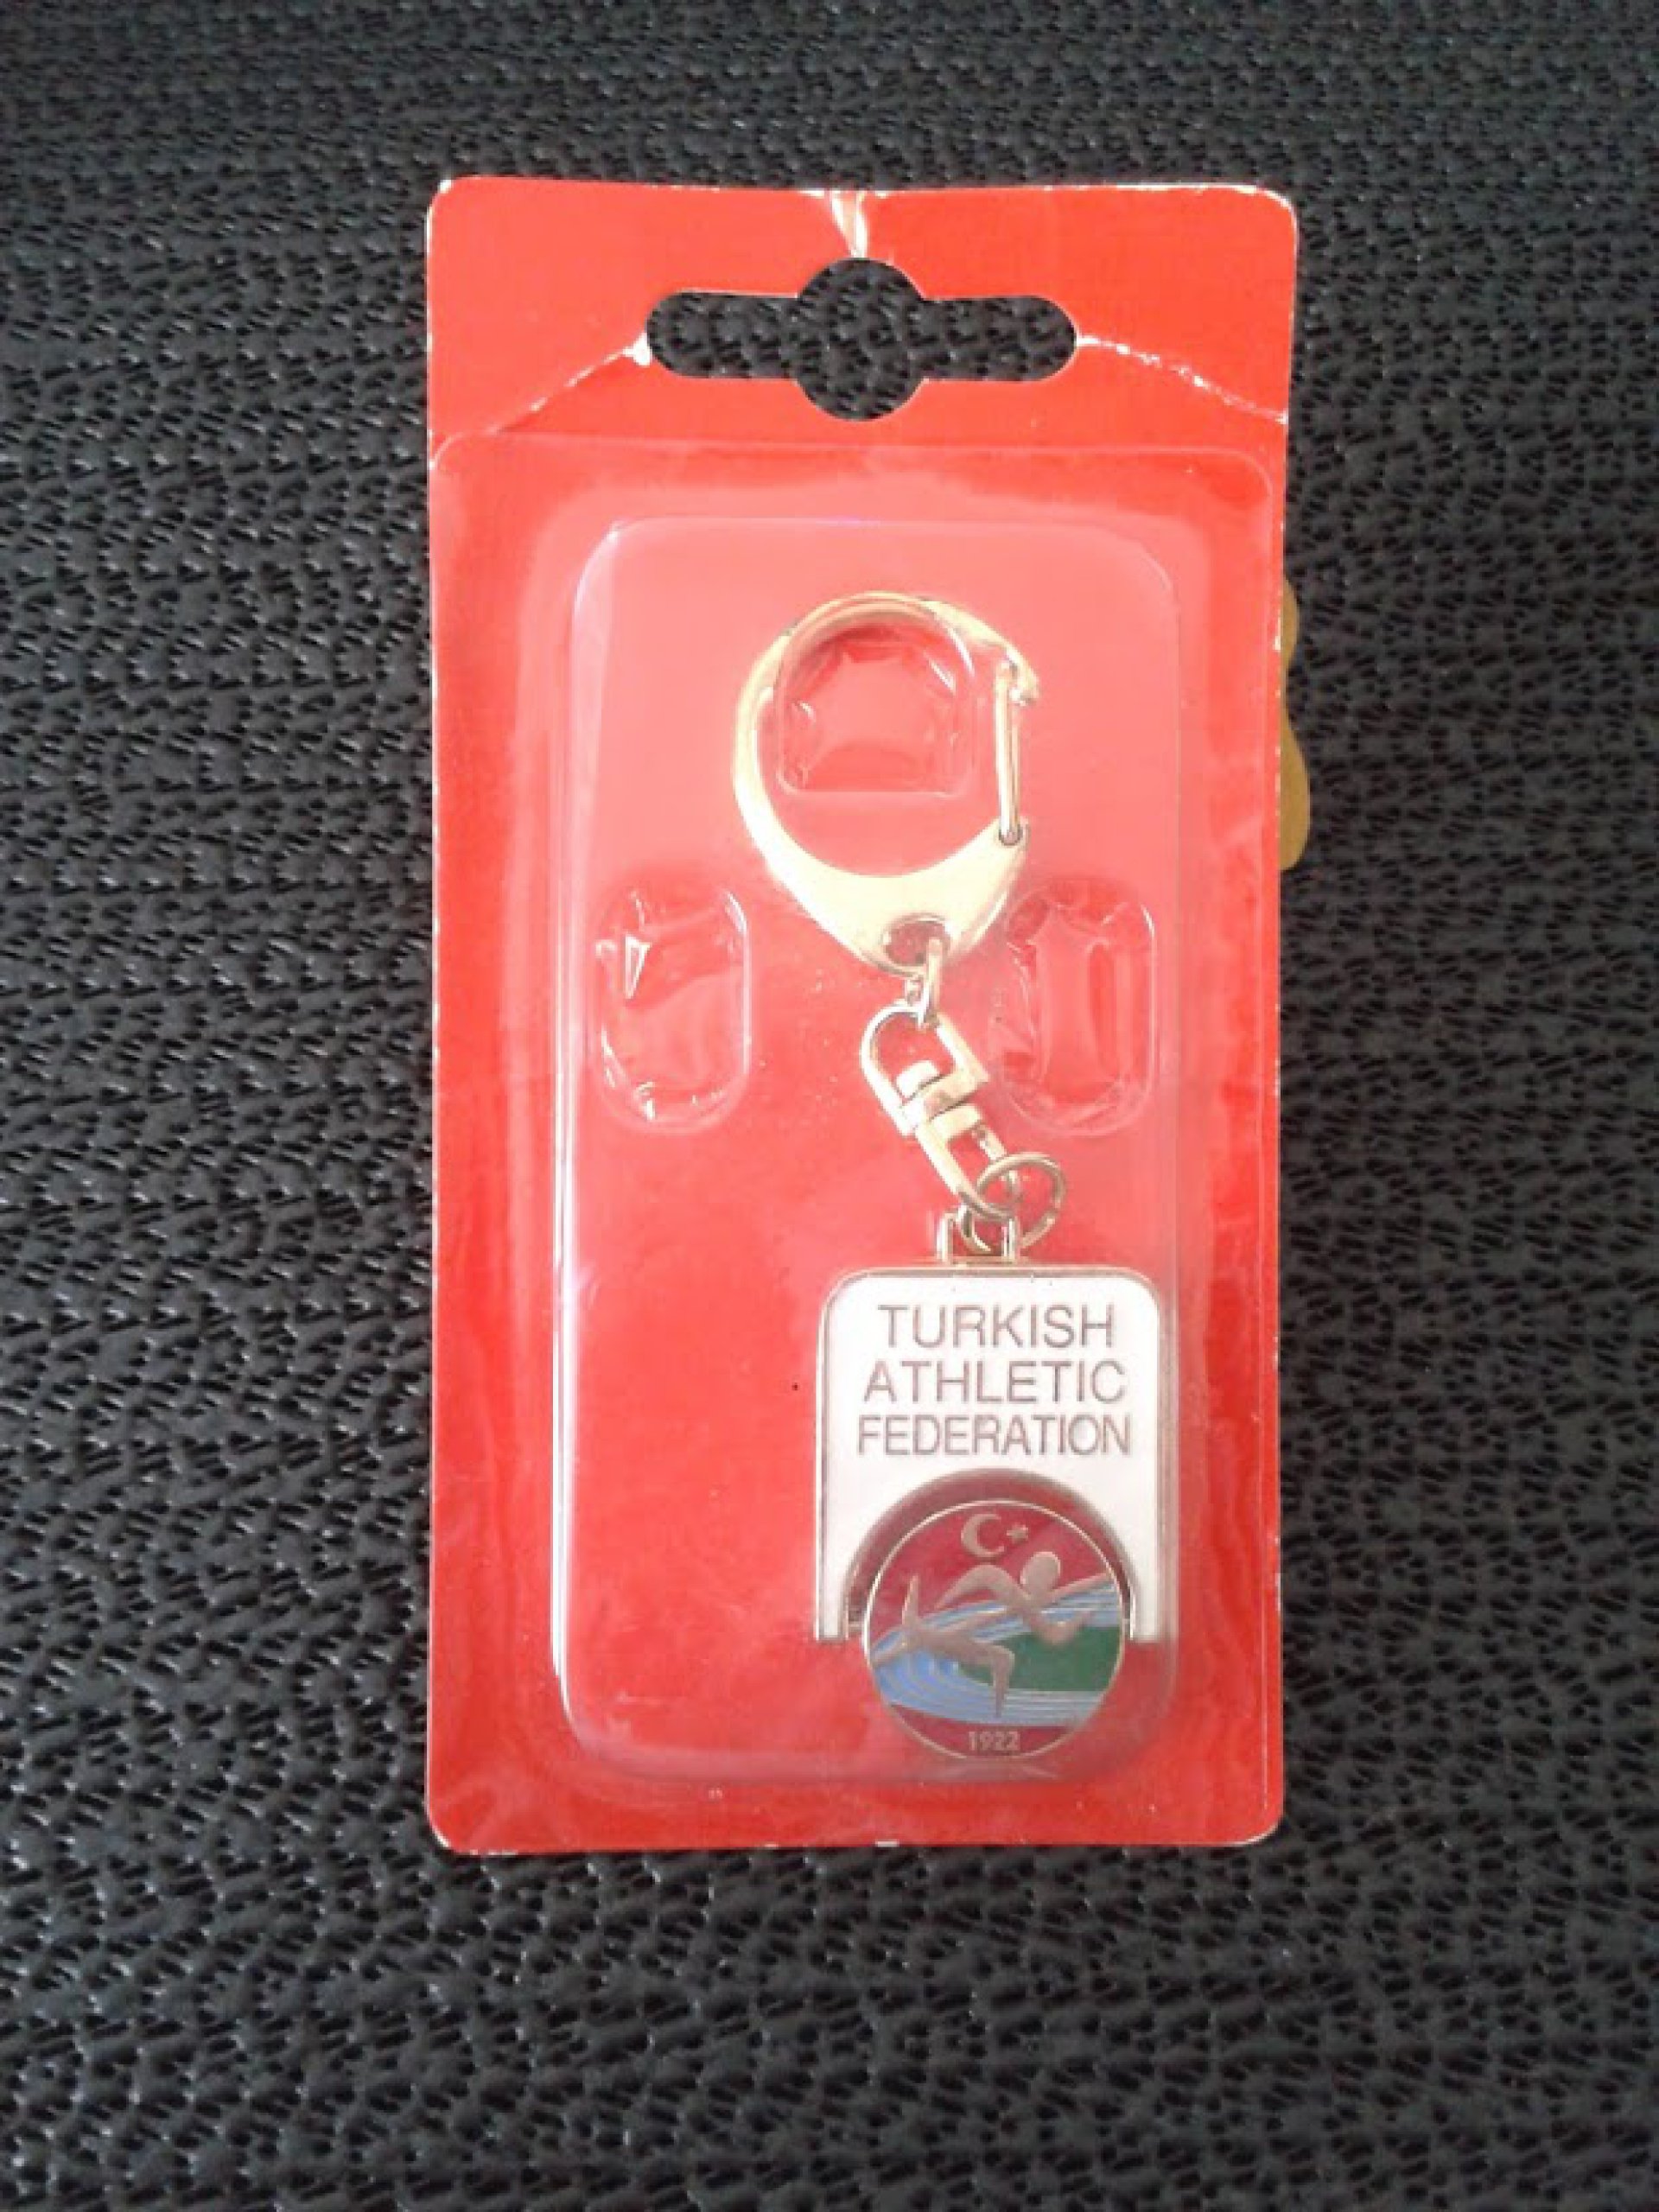 TURKISH
ATHLETIC
FEDERATION
1922